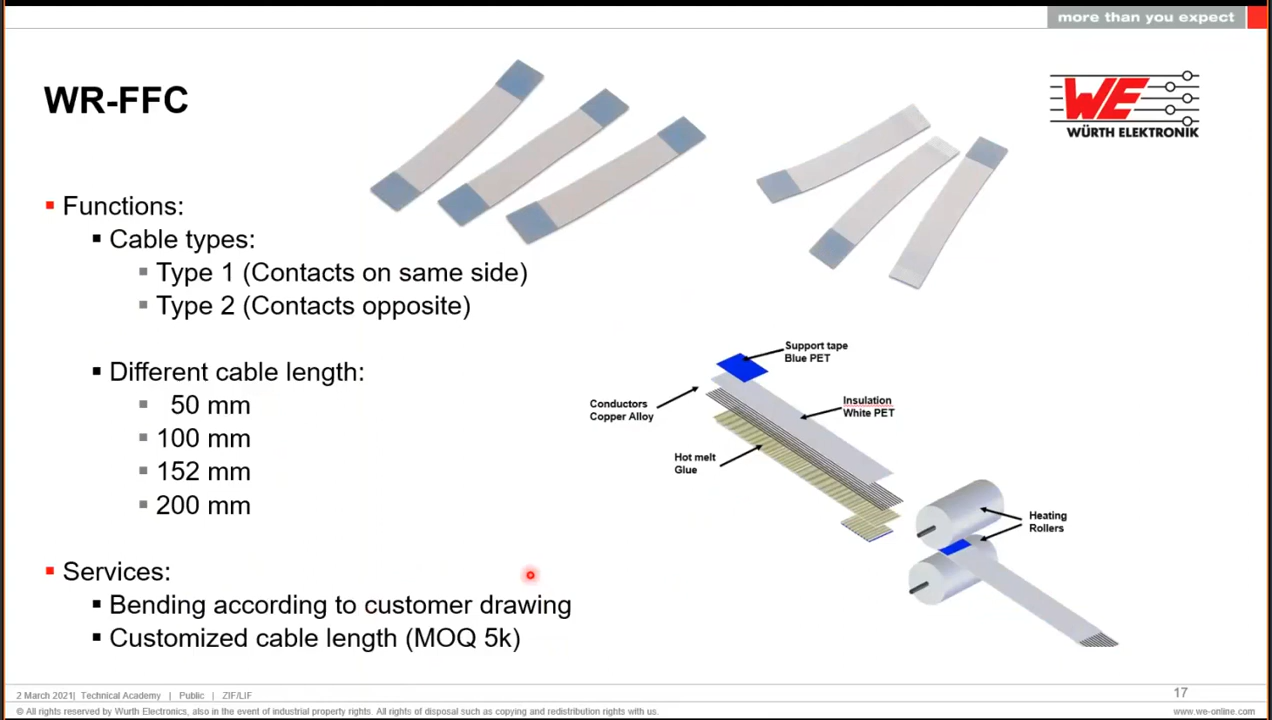 more than you expect
WR-FFC
WE
WÜRTH ELEKTRONIK
Functions:
Cable types:
Type 1 (Contacts on same side)
Type 2 (Contacts opposite)
Different cable length:
50 mm
100 mm
152 mm
200 mm
Services:
Bending according to customer drawing
Customized cable length (MOQ 5k)
Support tape
Blue PET
Conductors
Copper Alloy
Insulation
White PET
Hot melt
Glue
Heating
Rollers
2 March 2021| Technical Academy | Public | ZIF/LIF
17
© All rights reserved by Wurth Electronics, also in the event of industrial property rights. All rights of disposal such as copying and redistribution rights with us.
www.we-online.com